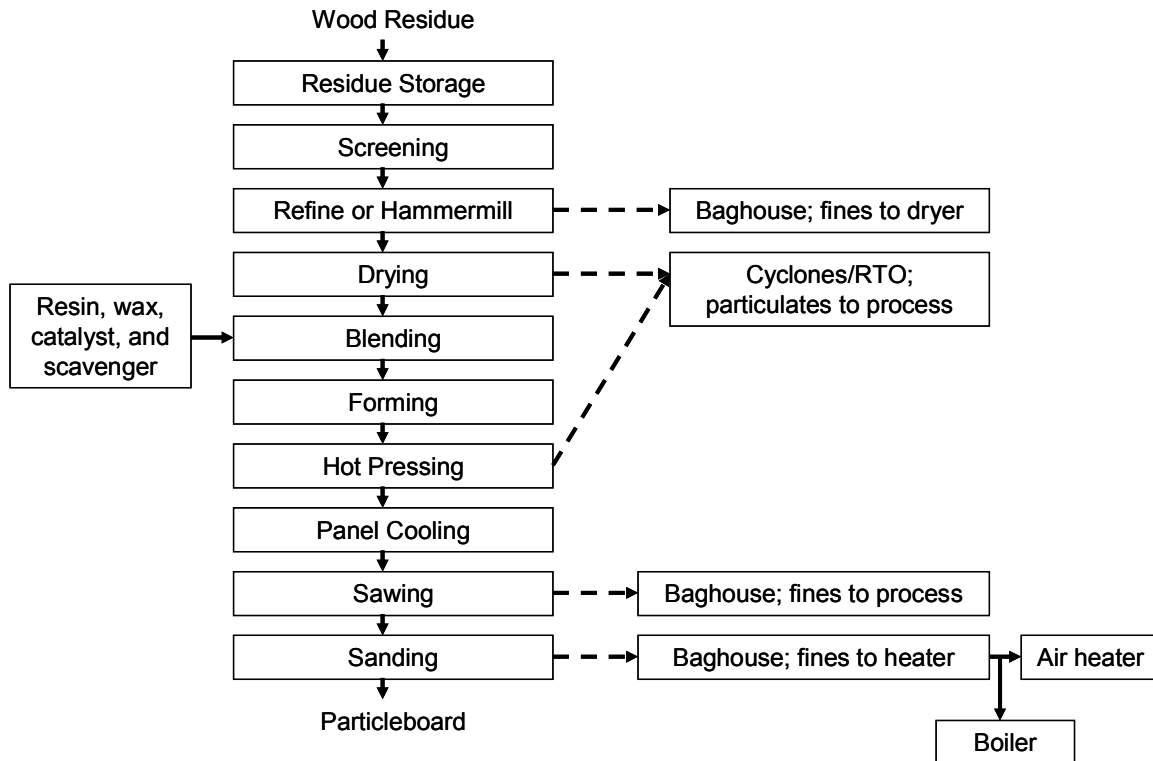 Wood Residue
Residue Storage
Screening
Refine or Hammermill
Baghouse; fines to dryer
Drying
Cyclones/RTO;
particulates to process
Resin, wax,
catalyst, and
scavenger
Blending
Forming
Hot Pressing
Panel Cooling
Sawing
Baghouse; fines to process
Sanding
Baghouse; fines to heater
Air heater
Particleboard
Boiler